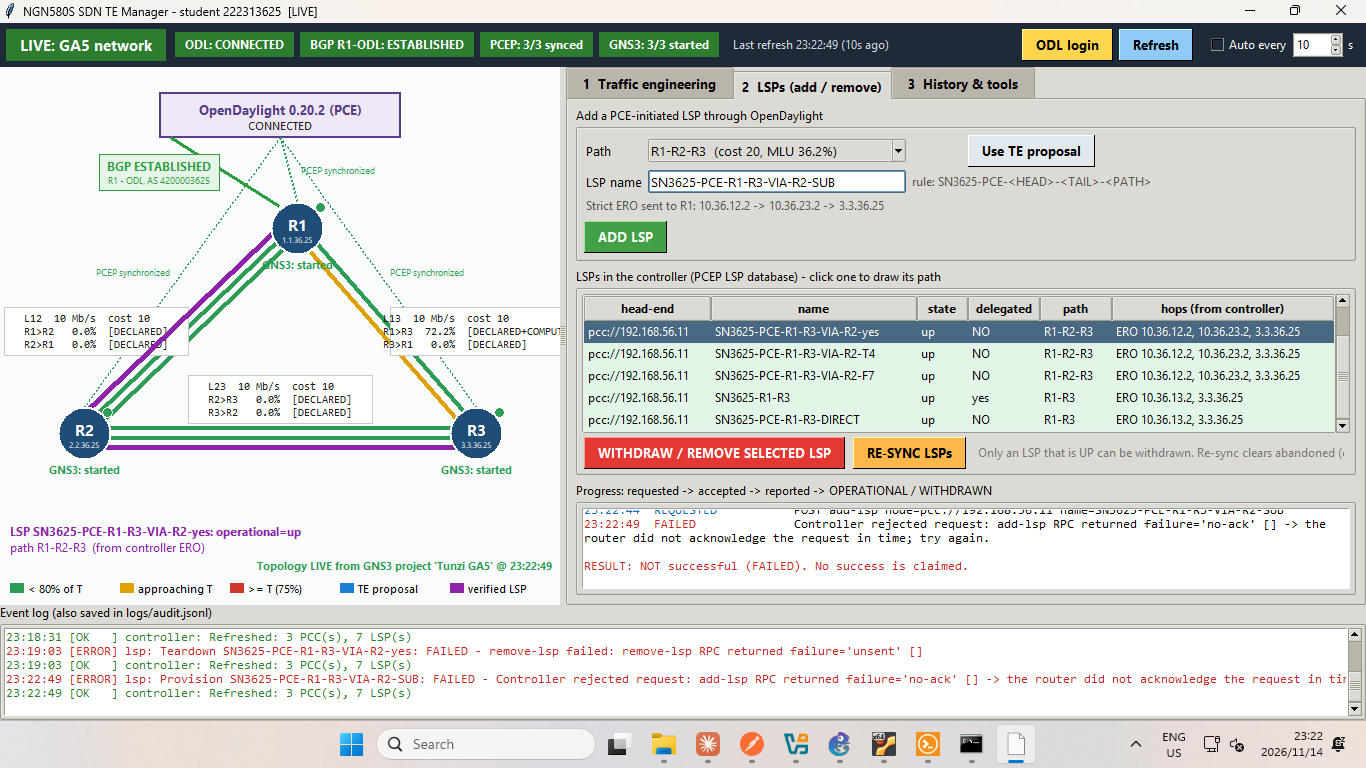 NGN580S SDN TE Manager - student 222313625 [LIVE]
LIVE: GA5 network
ODL: CONNECTED
BGP R1-ODL: ESTABLISHED
PCEP: 3/3 synced
GNS3: 3/3 started
Last refresh 23:22:49 (10s ago)
ODL login
Refresh
Auto every
10
s
OpenDaylight 0.20.2 (PCE)
CONNECTED
BGP ESTABLISHED
R1 - ODL, AS 4200003625
PCEP synchronized
R1
1.1.36.25
GNS3: started
PCEP synchronized
PCEP synchronized
L12 10 Mb/s cost 10
R1>R2 0.0% [DECLARED]
R2>R1 0.0% [DECLARED]
L13 10 Mb/s cost 10
R1>R3 72.2% [DECLARED+COMPUT
R3>R1 0.0% [DECLARED]
L23 10 Mb/s cost 10
R2>R3 0.0% [DECLARED]
R3>R2 0.0% [DECLARED]
R2
2.2.36.25
GNS3: started
R3
3.3.36.25
GNS3: started
LSP SN3625-PCE-R1-R3-VIA-R2-yes: operational=up
path R1-R2-R3 (from controller ERO)
Topology LIVE from GNS3 project 'Tunzi GA5' @ 23:22:49
< 80% of T
approaching T
>= T (75%)
TE proposal
verified LSP
1 Traffic engineering
2 LSPs (add / remove)
3 History & tools
Add a PCE-initiated LSP through OpenDaylight
Path
R1-R2-R3 (cost 20, MLU 36.2%)
Use TE proposal
LSP name
SN3625-PCE-R1-R3-VIA-R2-SUB
rule: SN3625-PCE-<HEAD>-<TAIL>-<PATH>
Strict ERO sent to R1: 10.36.12.2 -> 10.36.23.2 -> 3.3.36.25
ADD LSP
LSPs in the controller (PCEP LSP database) - click one to draw its path
head-end name state delegated path hops (from controller)
pcc://192.168.56.11 SN3625-PCE-R1-R3-VIA-R2-yes up NO R1-R2-R3 ERO 10.36.12.2, 10.36.23.2, 3.3.36.25
pcc://192.168.56.11 SN3625-PCE-R1-R3-VIA-R2-T4 up NO R1-R2-R3 ERO 10.36.12.2, 10.36.23.2, 3.3.36.25
pcc://192.168.56.11 SN3625-PCE-R1-R3-VIA-R2-F7 up NO R1-R2-R3 ERO 10.36.12.2, 10.36.23.2, 3.3.36.25
pcc://192.168.56.11 SN3625-R1-R3 up yes R1-R3 ERO 10.36.13.2, 3.3.36.25
pcc://192.168.56.11 SN3625-PCE-R1-R3-DIRECT up NO R1-R3 ERO 10.36.13.2, 3.3.36.25
WITHDRAW / REMOVE SELECTED LSP
RE-SYNC LSPs
Only an LSP that is UP can be withdrawn. Re-sync clears abandoned (
Progress: requested -> accepted -> reported -> OPERATIONAL / WITHDRAWN
23:22:44 REQUESTED POST add-lsp node=pcc://192.168.56.11 name=SN3625-PCE-R1-R3-VIA-R2-SUB
23:22:49 FAILED Controller rejected request: add-lsp RPC returned failure='no-ack' [] -> the
router did not acknowledge the request in time; try again.
RESULT: NOT successful (FAILED). No success is claimed.
Event log (also saved in logs/audit.jsonl)
23:18:31 [OK ] controller: Refreshed: 3 PCC(s), 7 LSP(s)
23:19:03 [ERROR] lsp: Teardown SN3625-PCE-R1-R3-VIA-R2-yes: FAILED - remove-lsp failed: remove-lsp RPC returned failure='unsent' []
23:19:03 [OK ] controller: Refreshed: 3 PCC(s), 7 LSP(s)
23:22:49 [ERROR] lsp: Provision SN3625-PCE-R1-R3-VIA-R2-SUB: FAILED - Controller rejected request: add-lsp RPC returned failure='no-ack' [] -> the router did not acknowledge the request in tim
23:22:49 [OK ] controller: Refreshed: 3 PCC(s), 7 LSP(s)
Search
ENG
US
23:22
2026/11/14